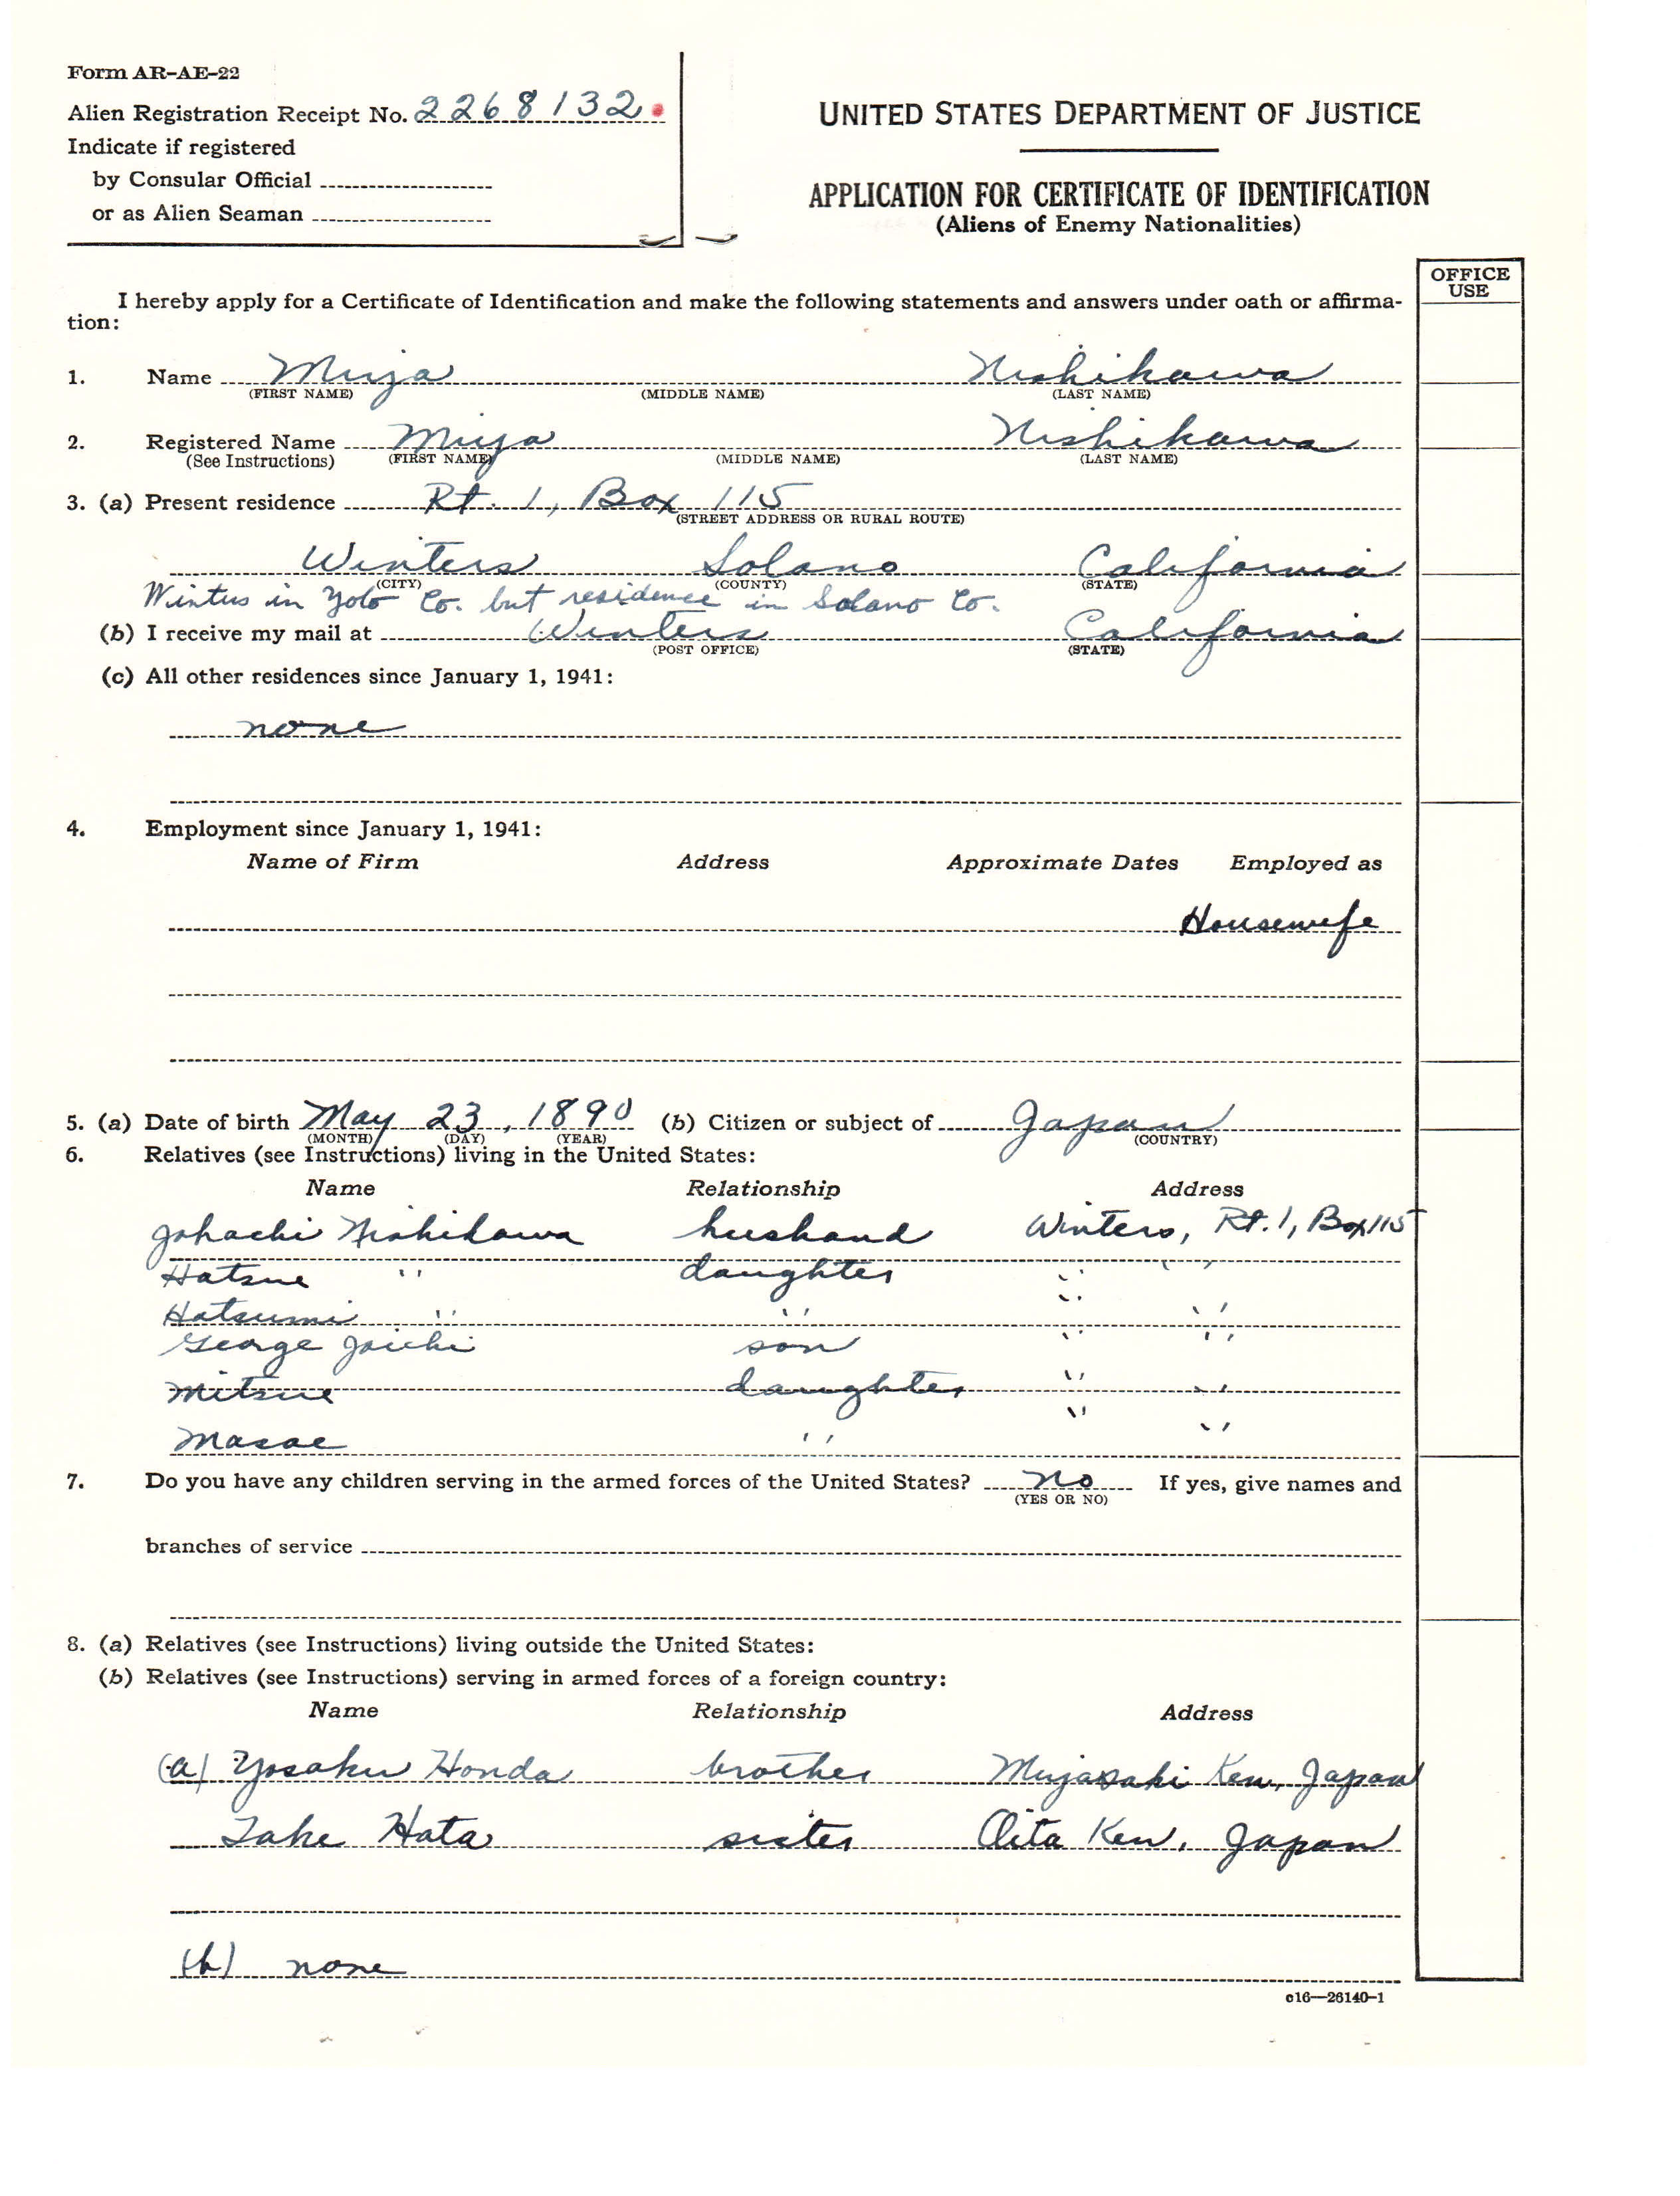 Form AR-AE-22
Alien Registration Receipt No. 2268132
Indicate if registered
by Consular Official
or as Alien Seaman
UNITED STATES DEPARTMENT OF JUSTICE
APPLICATION FOR CERTIFICATE OF IDENTIFICATION
(Aliens of Enemy Nationalities)
OFFICE
USE
I hereby apply for a Certificate of Identification and make the following statements and answers under oath or affirma-
tion:
1. Name Miya Nishikawa
(FIRST NAME) (MIDDLE NAME) (LAST NAME)
2. Registered Name Miya Nishikawa
(See Instructions) (FIRST NAME) (MIDDLE NAME) (LAST NAME)
3. (a) Present residence Rt. 1, Box 115
(STREET ADDRESS OR RURAL ROUTE)
Winters Solano California
(CITY) (COUNTY) (STATE)
Winters in Yolo Co. but residence in Solano Co.
(b) I receive my mail at Winters California
(POST OFFICE) (STATE)
(c) All other residences since January 1, 1941:
none
4. Employment since January 1, 1941:
Name of Firm Address Approximate Dates Employed as
Housewife
5. (a) Date of birth May 23, 1890 (b) Citizen or subject of Japan
(MONTH) (DAY) (YEAR) (COUNTRY)
6. Relatives (see Instructions) living in the United States:
Name Relationship Address
Johachi Nishikawa husband Winters, Rt. 1, Box 115
Hatsue " daughter " "
Hatsumi " " " "
George Joichi son " "
Mitsue daughter " "
Masae " " "
7. Do you have any children serving in the armed forces of the United States? no If yes, give names and
(YES OR NO)
branches of service
8. (a) Relatives (see Instructions) living outside the United States:
(b) Relatives (see Instructions) serving in armed forces of a foreign country:
Name Relationship Address
(a) Yosaku Honda brother Miyasaki Ken, Japan
Take Hata sister Oita Ken, Japan
(b) none
c16—26140-1